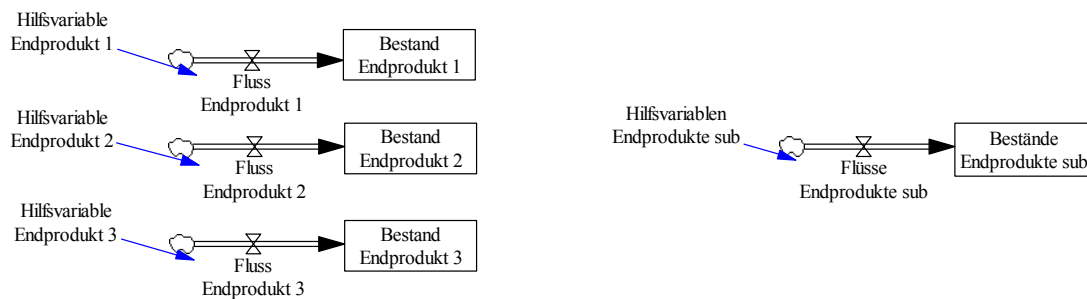 Hilfsvariable
Endprodukt 1
Bestand
Endprodukt 1
Fluss
Endprodukt 1
Hilfsvariable
Endprodukt 2
Bestand
Endprodukt 2
Fluss
Endprodukt 2
Hilfsvariable
Endprodukt 3
Bestand
Endprodukt 3
Fluss
Endprodukt 3
Hilfsvariablen
Endprodukte sub
Bestände
Endprodukte sub
Flüsse
Endprodukte sub